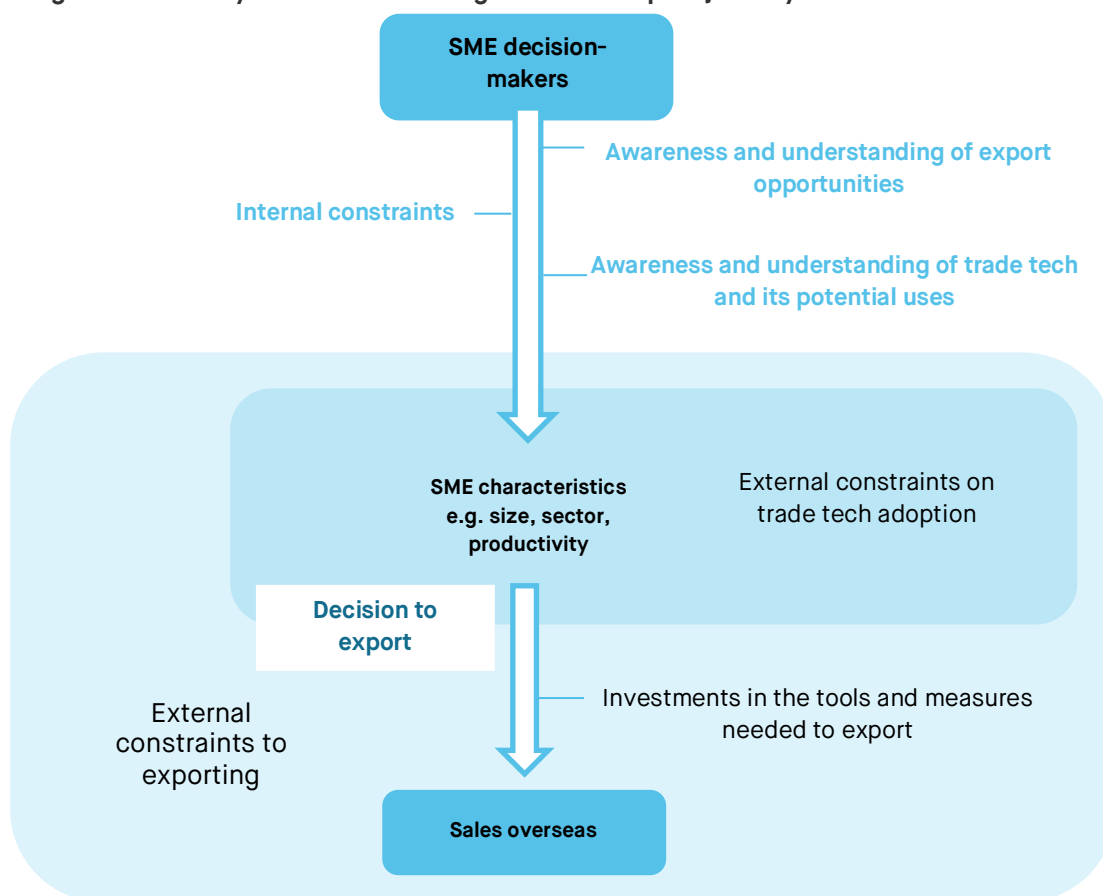 SME decision-
makers
Awareness and understanding of export
opportunities
Internal constraints
Awareness and understanding of trade tech
and its potential uses
SME characteristics
e.g. size, sector,
productivity
External constraints on
trade tech adoption
Decision to
export
Investments in the tools and measures
needed to export
External
constraints to
exporting
Sales overseas